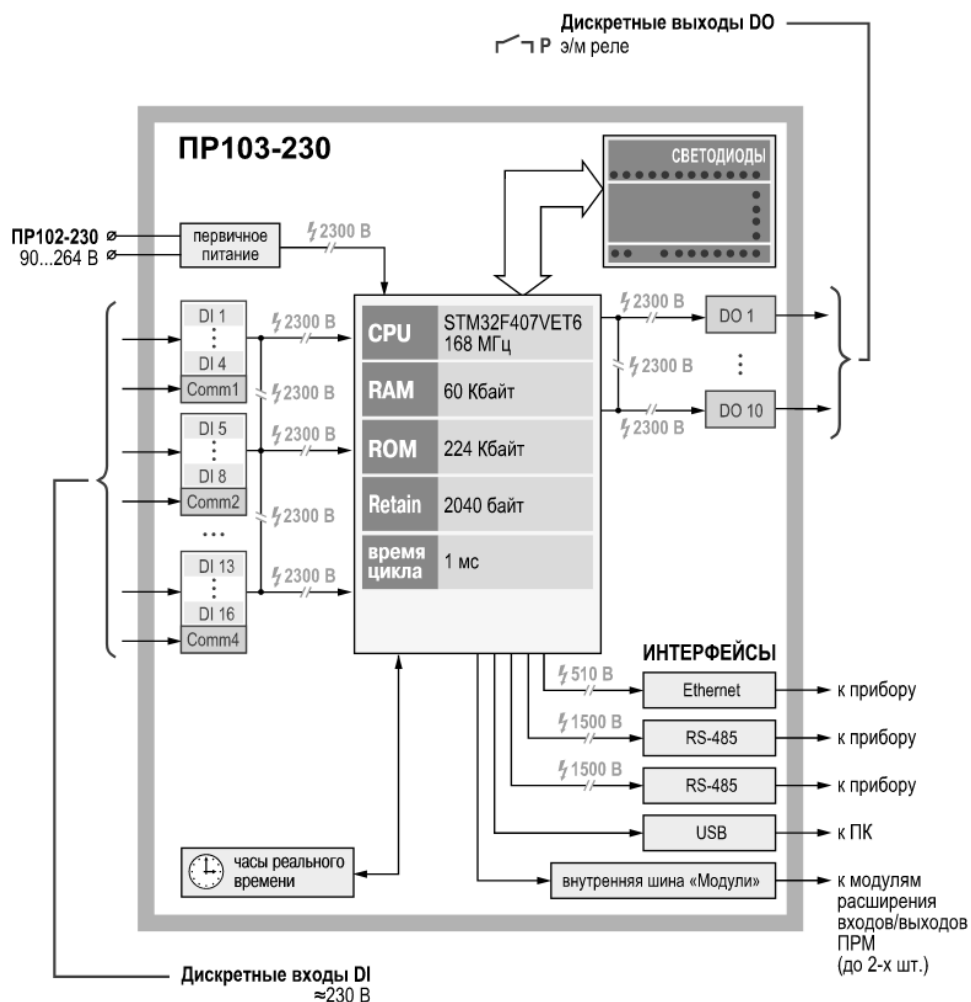 Дискретные выходы DO
P э/м реле
ПР103-230
СВЕТОДИОДЫ
ПР102-230
90...264 В
первичное
питание
2300 В
DI 1
DI 4
Comm1
2300 В
2300 В
DI 5
DI 8
Comm2
2300 В
2300 В
...
DI 13
DI 16
Comm4
2300 В
CPU
STM32F407VET6
168 МГц
RAM
60 Кбайт
ROM
224 Кбайт
Retain
2040 байт
время
цикла
1 мс
2300 В
DO 1
2300 В
DO 10
2300 В
ИНТЕРФЕЙСЫ
510 В
Ethernet
к прибору
1500 В
RS-485
к прибору
1500 В
RS-485
к прибору
USB
к ПК
внутренняя шина «Модули»
к модулям
расширения
входов/выходов
ПРМ
(до 2-х шт.)
часы реального
времени
Дискретные входы DI
≈230 В